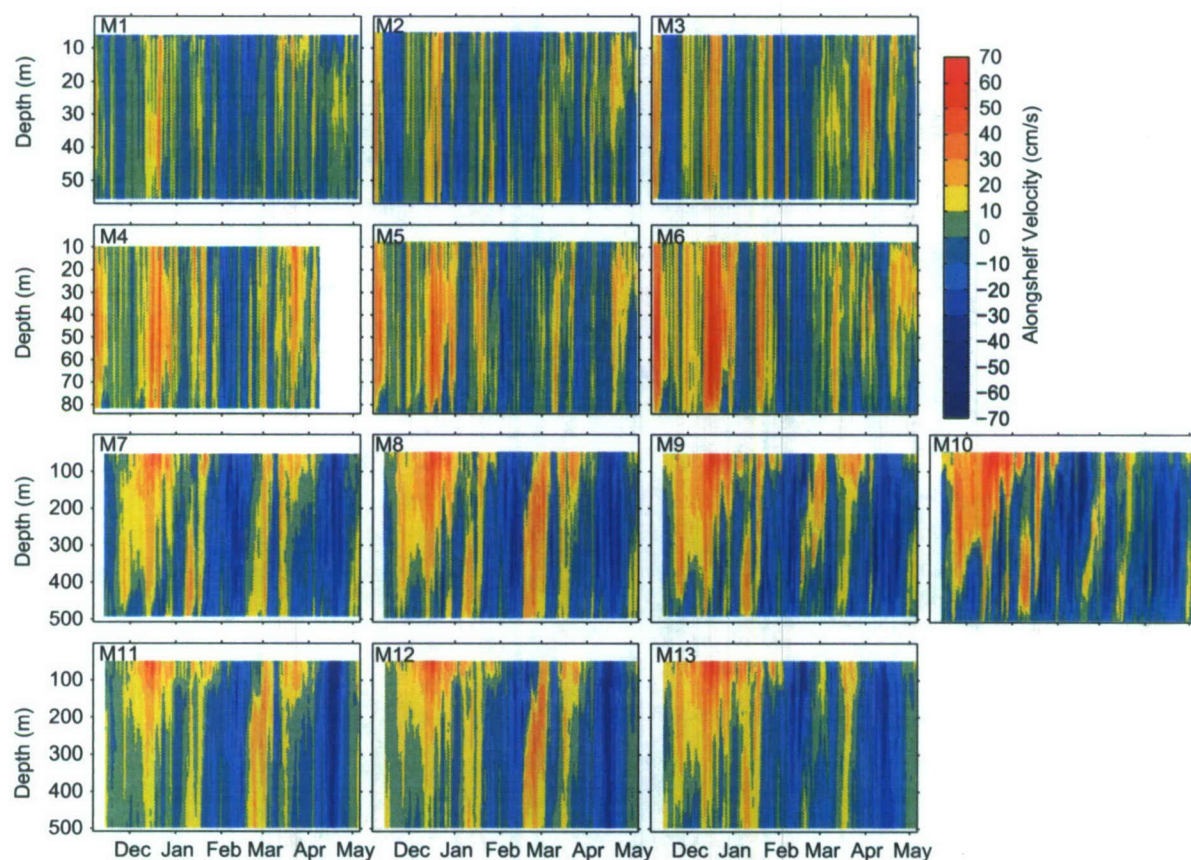 M1
M2
M3
Depth (m)
10
20
30
40
50
M4
M5
M6
Depth (m)
10
20
30
40
50
60
70
80
70
60
50
40
30
20
10
0
−10
−20
−30
−40
−50
−60
−70
Alongshelf Velocity (cm/s)
M7
M8
M9
M10
Depth (m)
100
200
300
400
500
M11
M12
M13
Depth (m)
100
200
300
400
500
Dec Jan Feb Mar Apr May
Dec Jan Feb Mar Apr May
Dec Jan Feb Mar Apr May